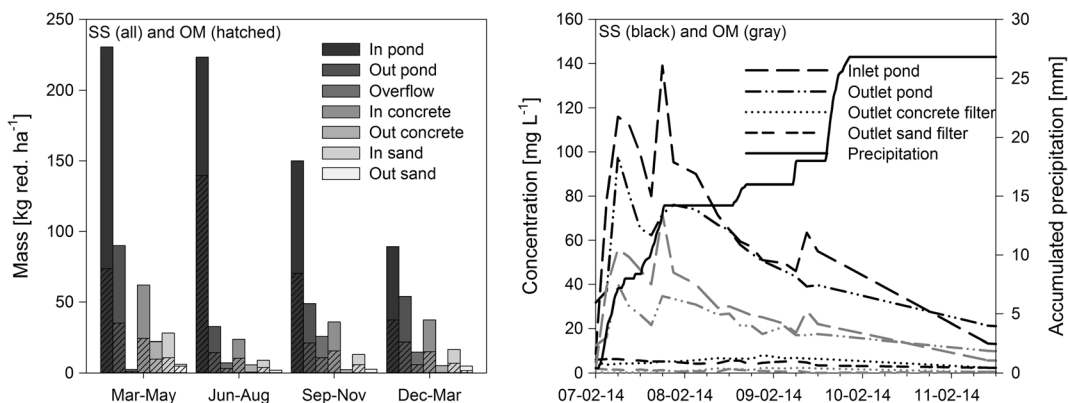 SS (all) and OM (hatched)
In pond
Out pond
Overflow
In concrete
Out concrete
In sand
Out sand
Mass [kg red. ha-1]
250
200
150
100
50
0
Mar-May Jun-Aug Sep-Nov Dec-Mar
SS (black) and OM (gray)
Inlet pond
Outlet pond
Outlet concrete filter
Outlet sand filter
Precipitation
Concentration [mg L-1]
160
140
120
100
80
60
40
20
0
Accumulated precipitation [mm]
30
25
20
15
10
5
0
07-02-14 08-02-14 09-02-14 10-02-14 11-02-14